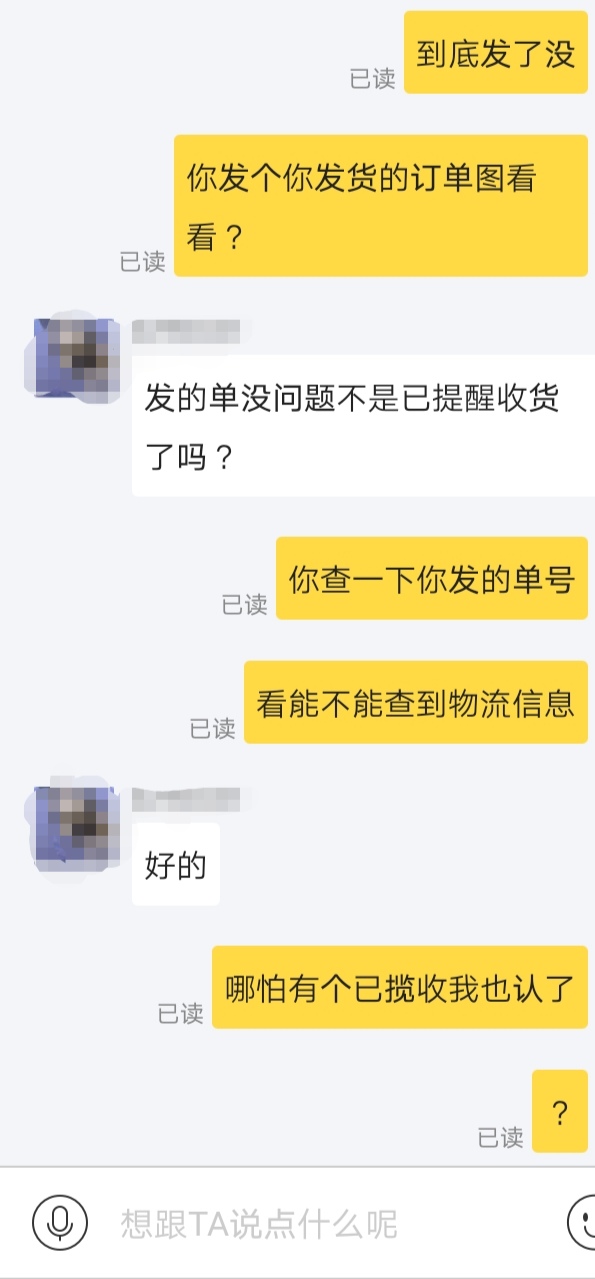 到底发了没
已读
你发个你发货的订单图看
看？
已读
发的单没问题不是已提醒收货
了吗？
你查一下你发的单号
已读
看能不能查到物流信息
已读
好的
哪怕有个已揽收我也认了
已读
？
已读
想跟TA说点什么呢